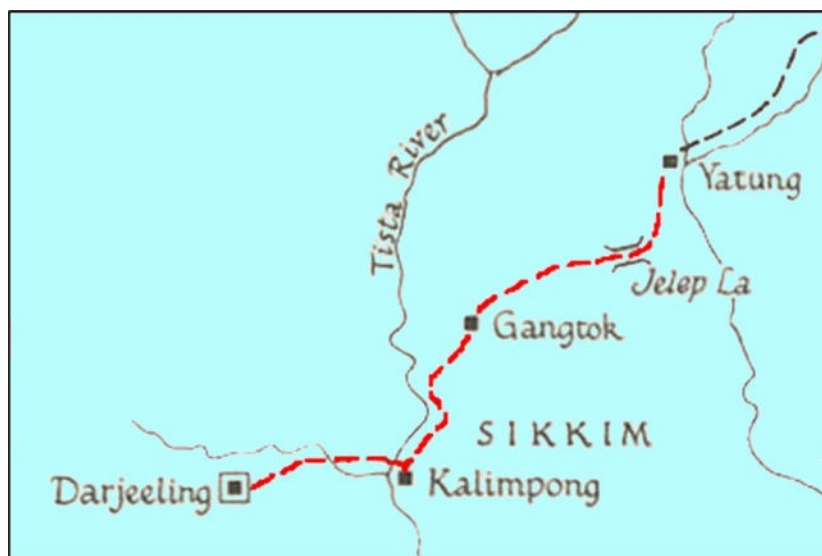 Tista River
Yatung
Jelep La
Gangtok
SIKKIM
Darjeeling
Kalimpong